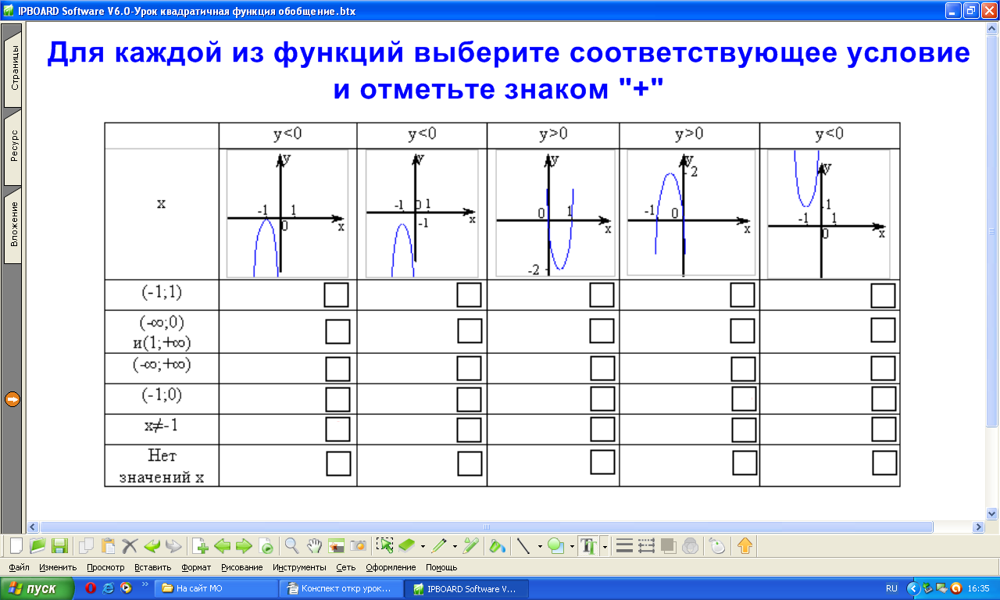 IPBOARD Software V6.0-Урок квадратичная функция обобщение.btx
Страницы
Ресурс
Вложение
Для каждой из функций выберите соответствующее условие
и отметьте знаком "+"
y<0 y<0 y>0 y>0 y<0
x
y -1 1 0 x
y -1 0 1 -1 x
y 0 1 x -2
y 2 -1 0 x
y 1 -1 1 0 x
(-1;1)
(-∞;0)
и(1;+∞)
(-∞;+∞)
(-1;0)
x≠-1
Нет
значений x
Файл Изменить Просмотр Вставить Формат Рисование Инструменты Сеть Оформление Помощь
пуск На сайт МО Конспект откр урок... IPBOARD Software V... RU 16:35